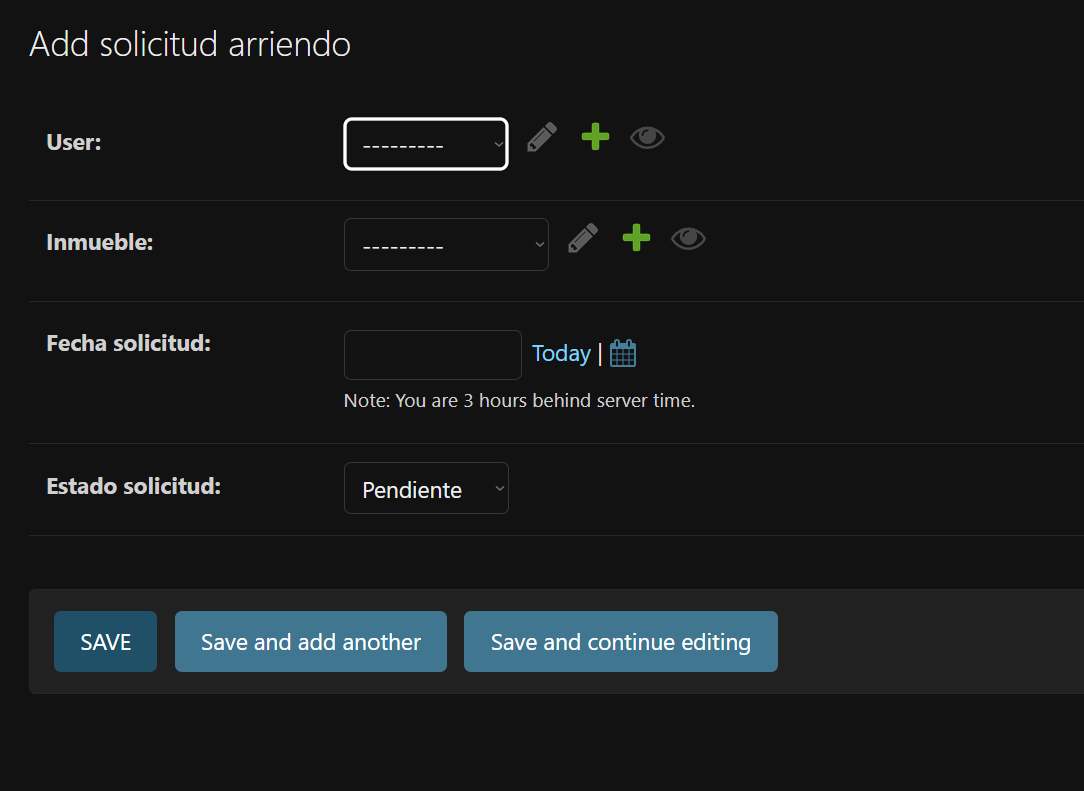 Add solicitud arriendo
User:
---------
Inmueble:
---------
Fecha solicitud:
Today |
Note: You are 3 hours behind server time.
Estado solicitud:
Pendiente
SAVE
Save and add another
Save and continue editing